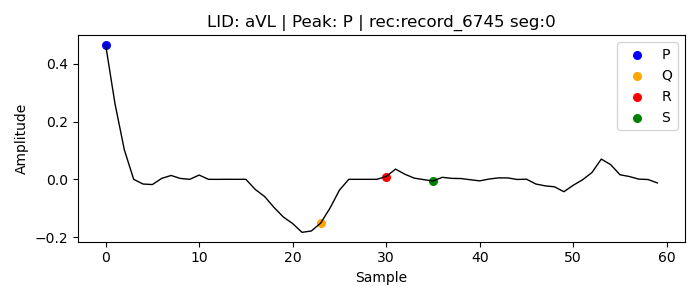 LID: aVL | Peak: P | rec:record_6745 seg:0
Amplitude
0.4
0.2
0.0
−0.2
P
Q
R
S
0 10 20 30 40 50 60
Sample